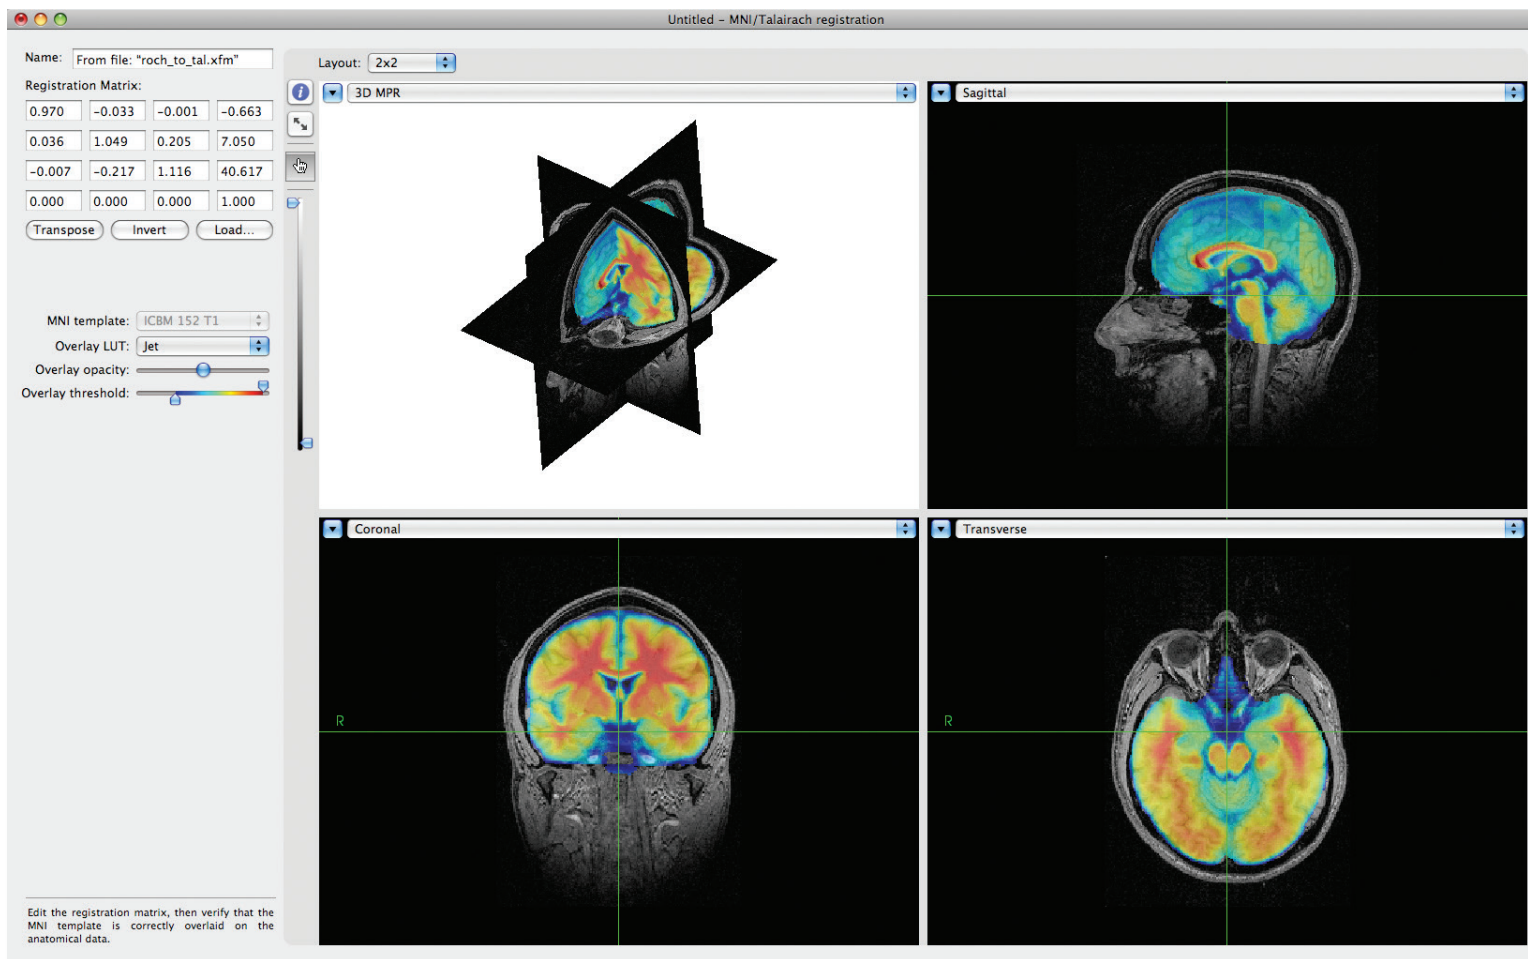 Untitled – MNI/Talairach registration
Name: From file: “roch_to_tal.xfm”
Registration Matrix:
0.970 −0.033 −0.001 −0.663
0.036 1.049 0.205 7.050
−0.007 −0.217 1.116 40.617
0.000 0.000 0.000 1.000
Transpose Invert Load...
MNI template: ICBM 152 T1
Overlay LUT: Jet
Overlay opacity:
Overlay threshold:
Edit the registration matrix, then verify that the
MNI template is correctly overlaid on the
anatomical data.
Layout: 2x2
i
3D MPR
Sagittal
Coronal
R
Transverse
R